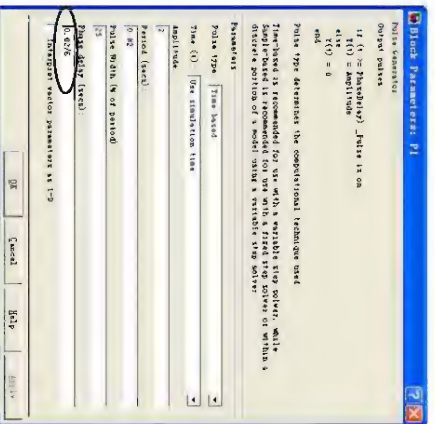 Block Parameters: P1
Pulse Generator
Output pulses
if (t >= PhaseDelay) _Pulse is on
Y(t) = Amplitude
else
Y(t) = 0
end
Pulse type determines the computational technique used
Time-based is recommended for use with a variable step solver, while
Sample-based is recommended for use with a fixed step solver or within a
discrete portion of a model using a variable step solver
Parameters
Pulse type Time based
Time (t) Use simulation time
Amplitude
2
Period (secs)
0.02
Pulse Width (% of period)
25
Phase delay (secs):
0.02/6
Interpret vector parameters as 1-D
OK Cancel Help